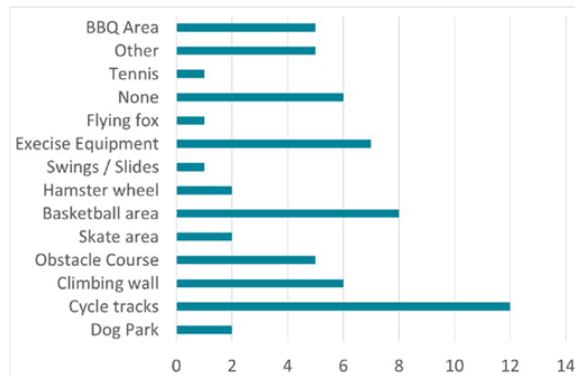 BBQ Area
Other
Tennis
None
Flying fox
Execise Equipment
Swings / Slides
Hamster wheel
Basketball area
Skate area
Obstacle Course
Climbing wall
Cycle tracks
Dog Park
0 2 4 6 8 10 12 14